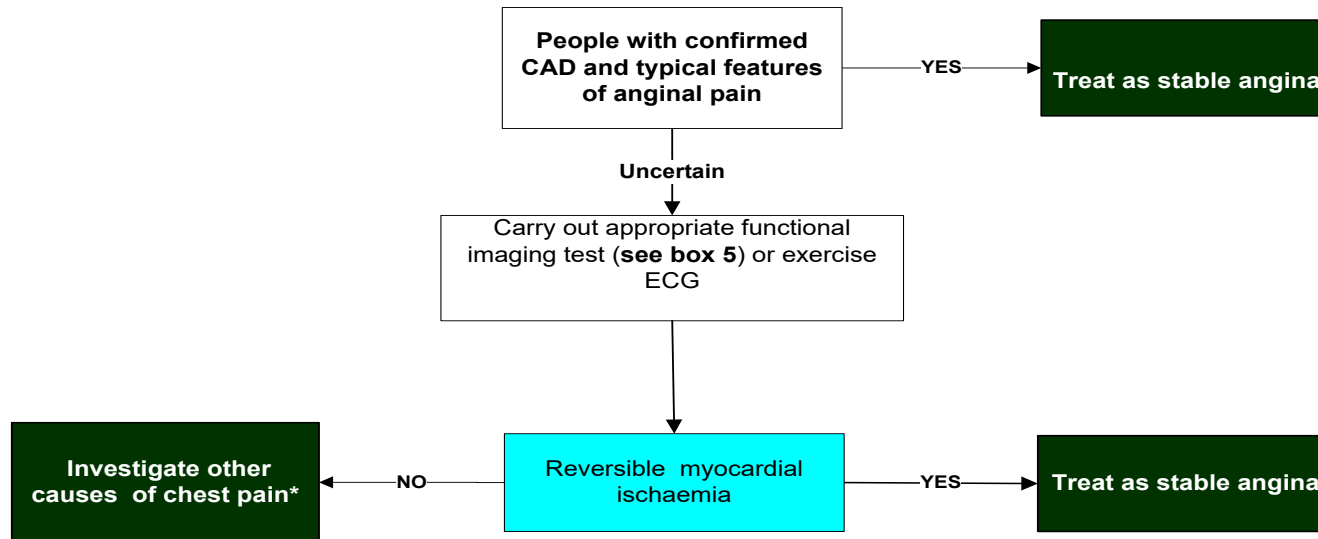 People with confirmed
CAD and typical features
of anginal pain
YES
Treat as stable angina
Uncertain
Carry out appropriate functional
imaging test (see box 5) or exercise
ECG
Investigate other
causes of chest pain*
NO
Reversible myocardial
ischaemia
YES
Treat as stable angina